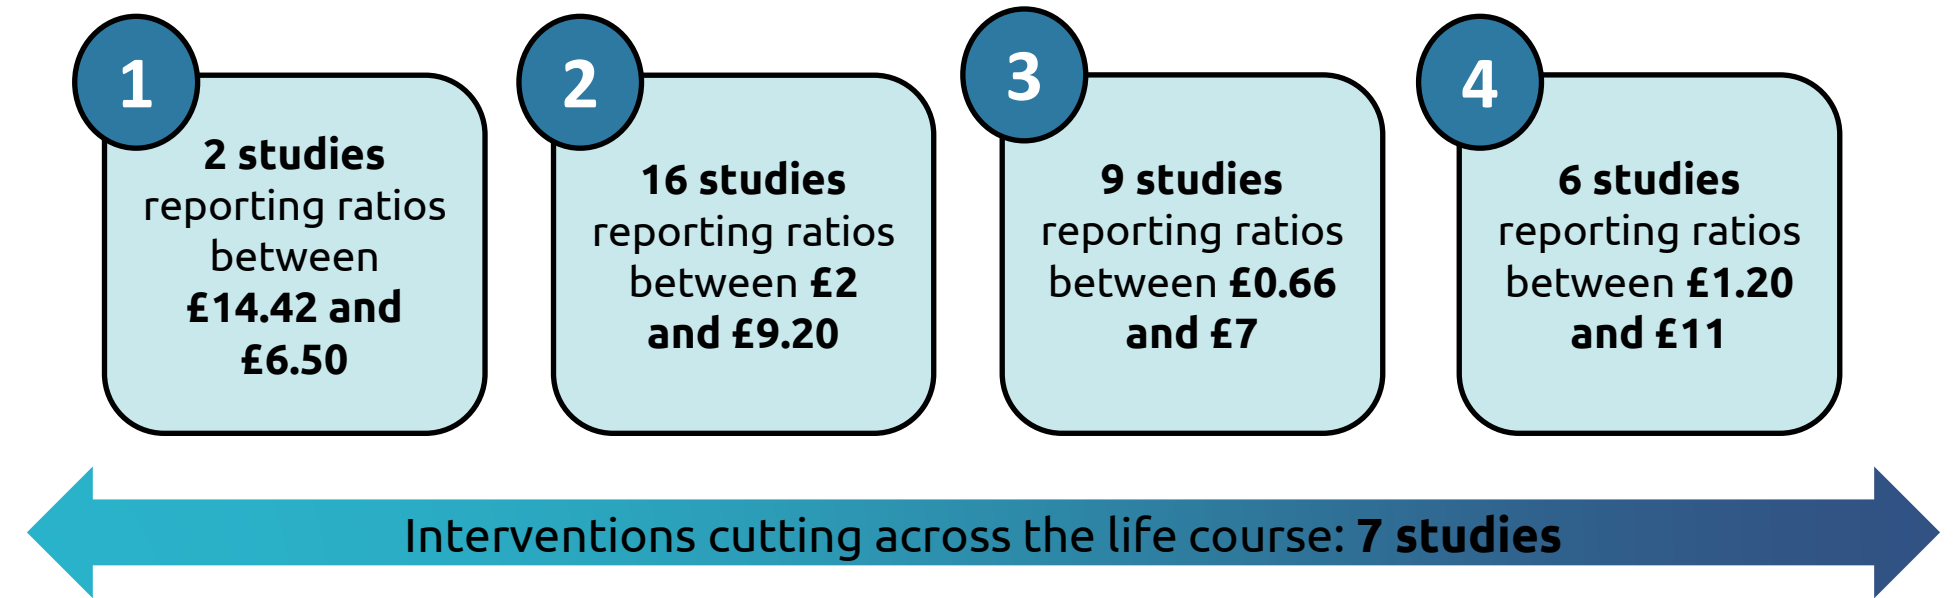 1
2 studies
reporting ratios
between
£14.42 and
£6.50
2
16 studies
reporting ratios
between £2
and £9.20
3
9 studies
reporting ratios
between £0.66
and £7
4
6 studies
reporting ratios
between £1.20
and £11
Interventions cutting across the life course: 7 studies